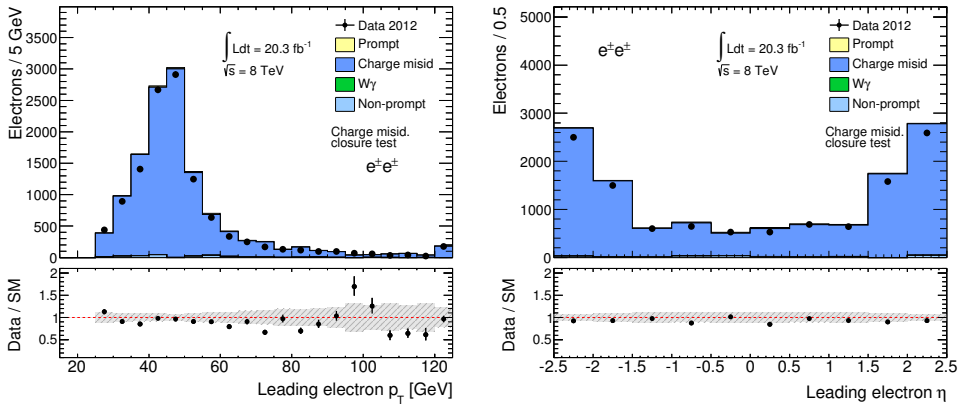 Electrons / 5 GeV
3500
3000
2500
2000
1500
1000
500
0
∫ Ldt = 20.3 fb⁻¹
√s = 8 TeV
Data 2012
Prompt
Charge misid
Wγ
Non-prompt
Charge misid.
closure test
e±e±
Data / SM
2
1.5
1
0.5
20 40 60 80 100 120
Leading electron p_T [GeV]
Electrons / 0.5
5000
4000
3000
2000
1000
0
e±e±
∫ Ldt = 20.3 fb⁻¹
√s = 8 TeV
Data 2012
Prompt
Charge misid
Wγ
Non-prompt
Charge misid.
closure test
Data / SM
2
1.5
1
0.5
-2.5 -2 -1.5 -1 -0.5 0 0.5 1 1.5 2 2.5
Leading electron η